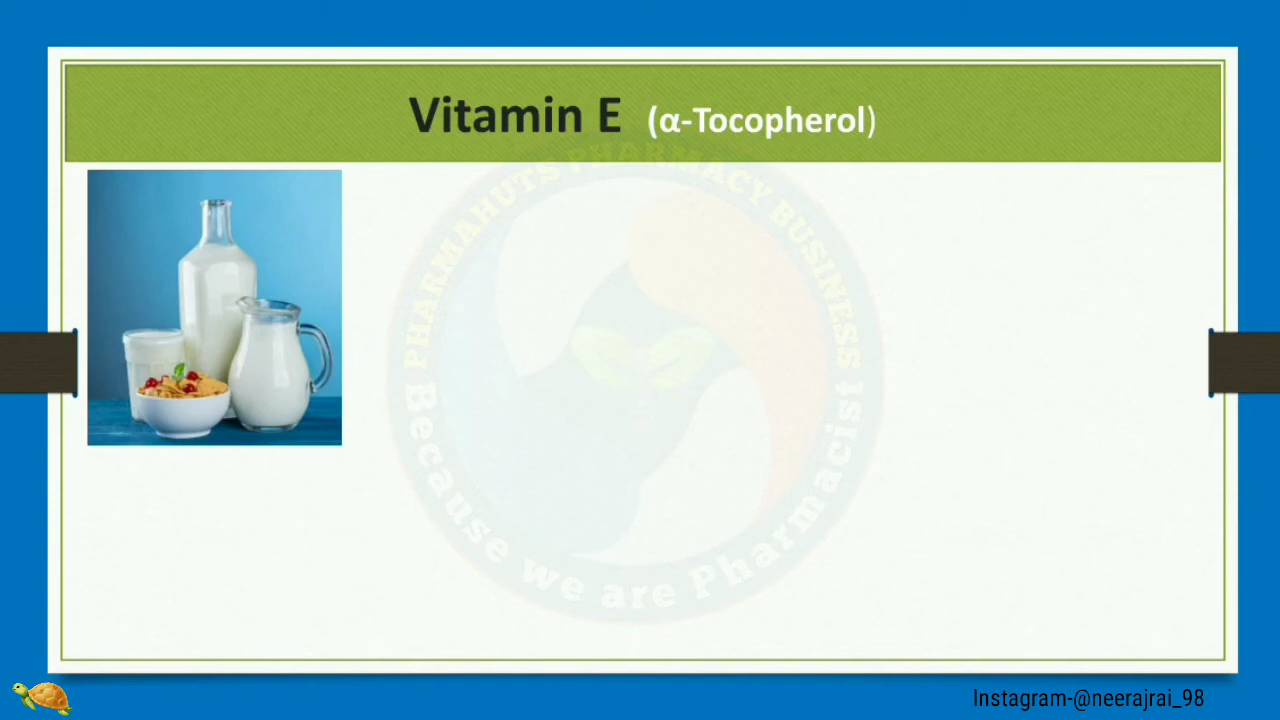 Vitamin E (α-Tocopherol)
PHARMAHUTS PHARMACY BUSINESS
Because we are Pharmacist
Instagram-@neerajrai_98